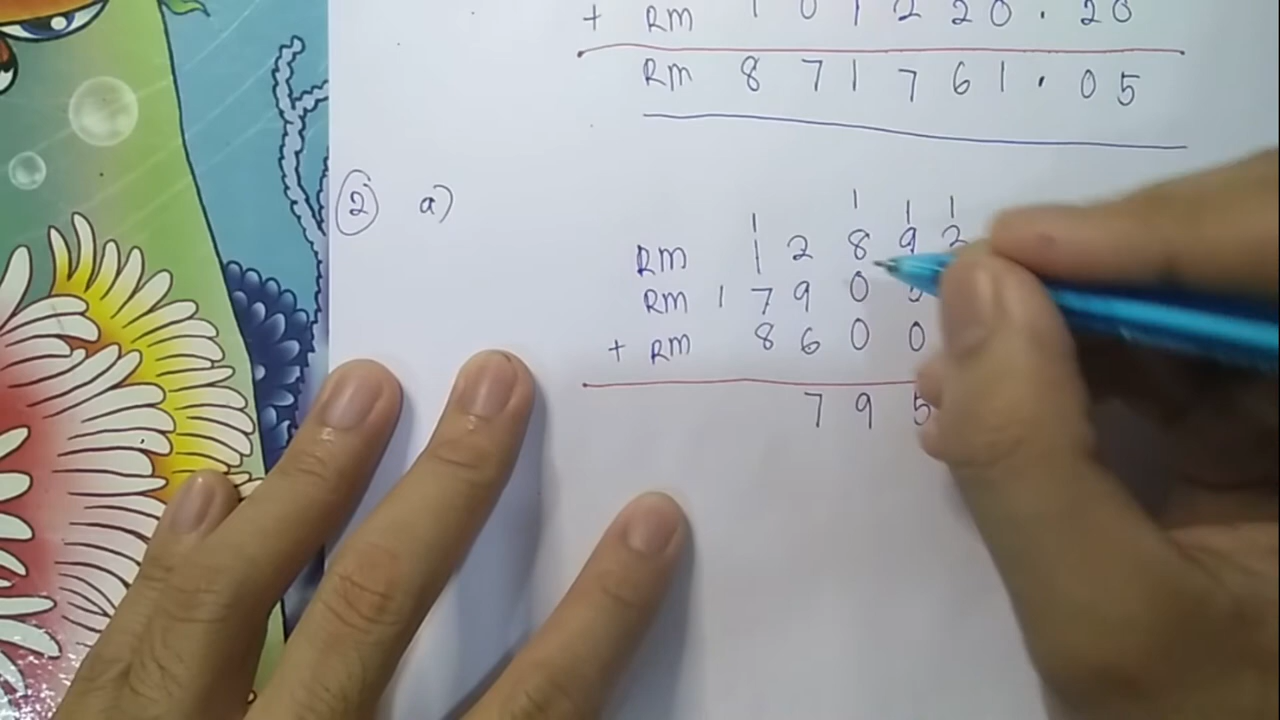 + RM 1 0 1 2 2 0 . 2 0
RM 8 7 1 7 6 1 . 0 5
2 a)
1 1 1 1
RM 1 2 8 9 2
RM 1 7 9 0
+ RM 8 6 0 0
7 9 5